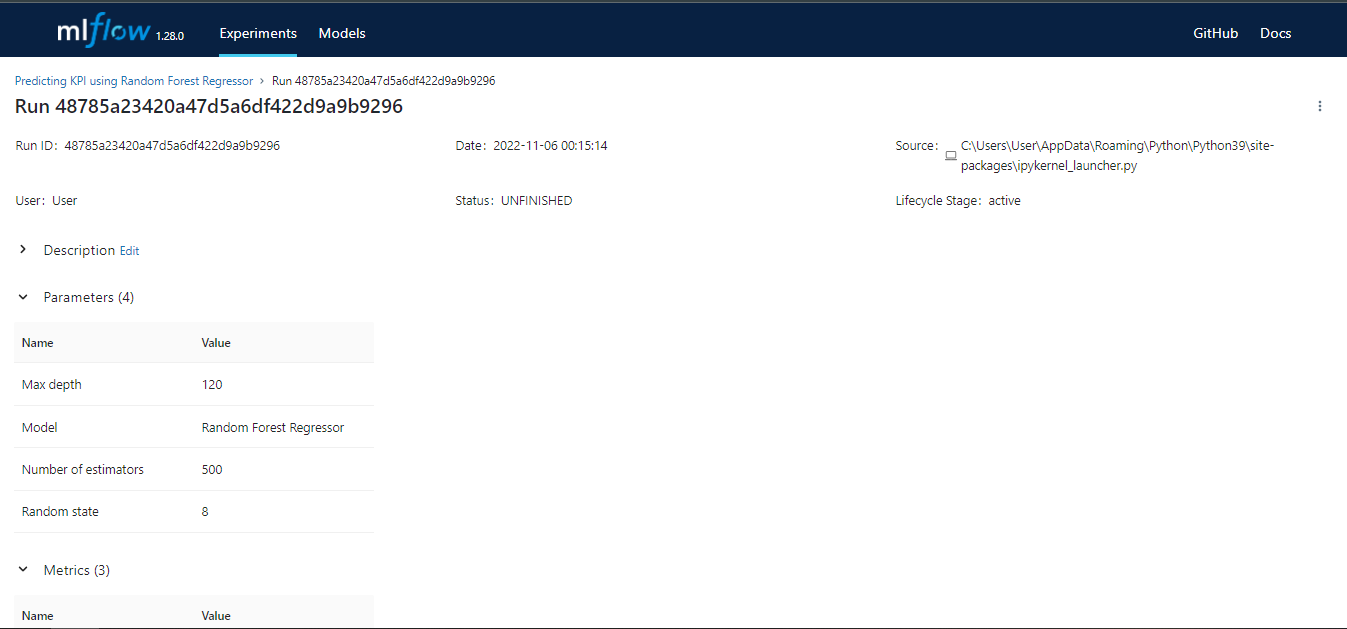 mlflow 1.28.0 Experiments Models GitHub Docs
Predicting KPI using Random Forest Regressor › Run 48785a23420a47d5a6df422d9a9b9296
Run 48785a23420a47d5a6df422d9a9b9296
Run ID: 48785a23420a47d5a6df422d9a9b9296 Date: 2022-11-06 00:15:14 Source: C:\Users\User\AppData\Roaming\Python\Python39\site-
packages\ipykernel_launcher.py
User: User Status: UNFINISHED Lifecycle Stage: active
Description Edit
Parameters (4)
Name Value
Max depth 120
Model Random Forest Regressor
Number of estimators 500
Random state 8
Metrics (3)
Name Value